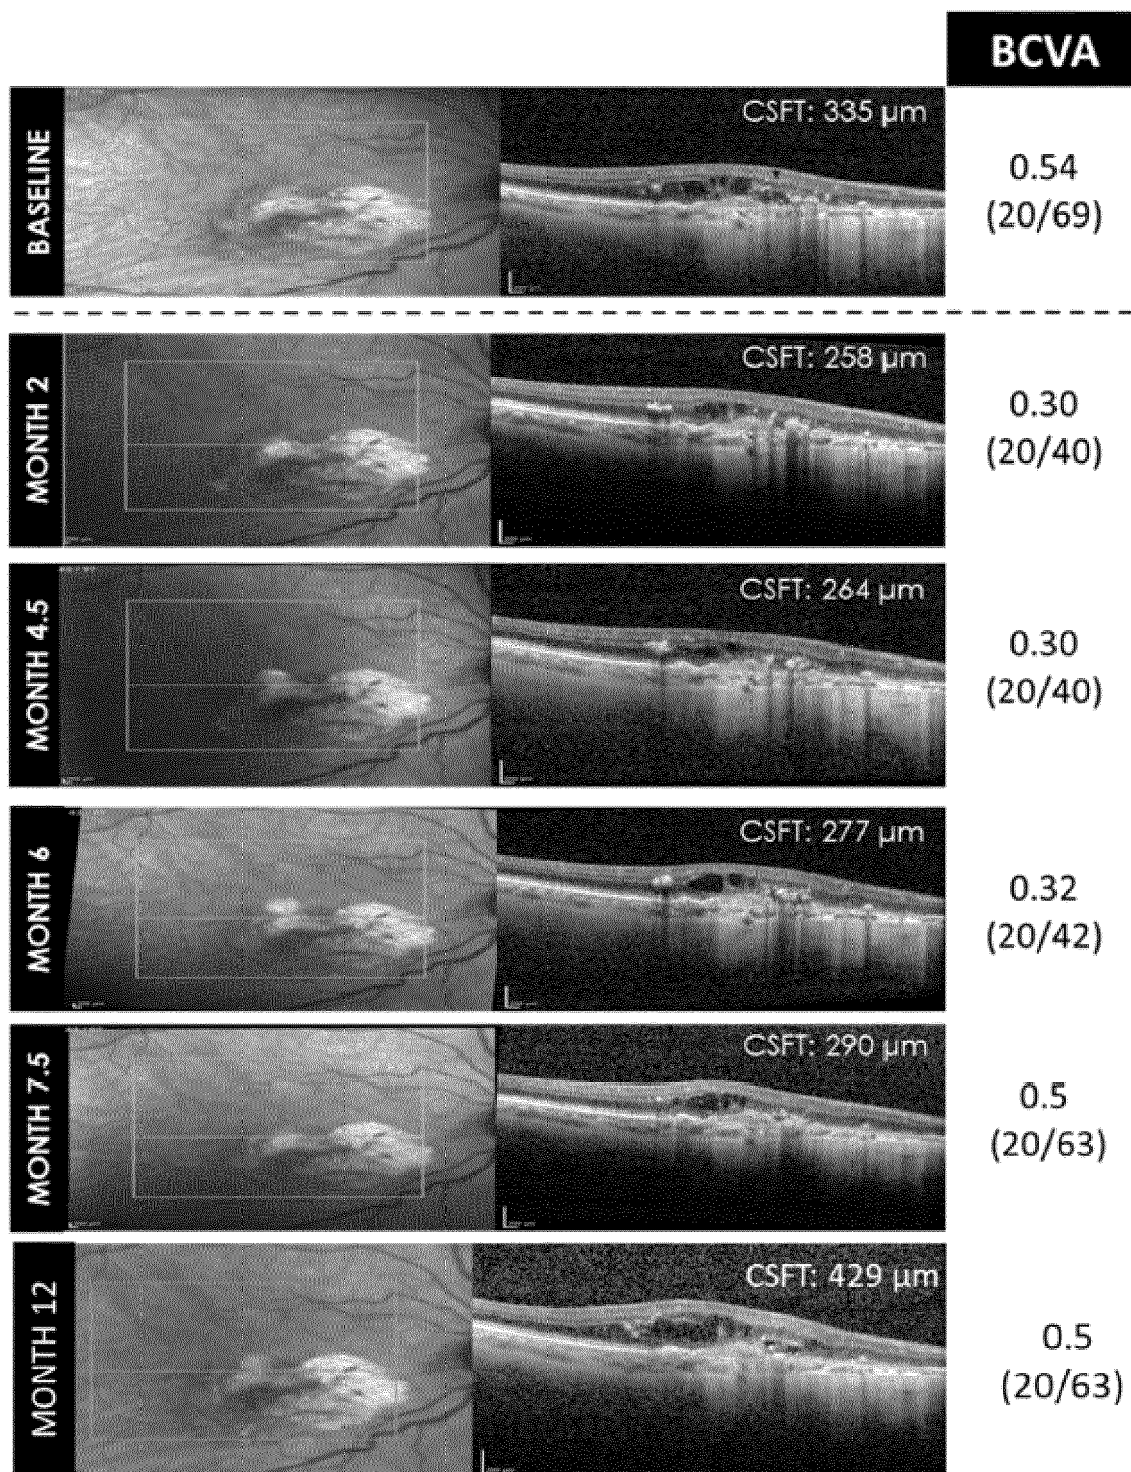 BCVA
BASELINE
CSFT: 335 µm
0.54
(20/69)
MONTH 2
CSFT: 258 µm
0.30
(20/40)
MONTH 4.5
CSFT: 264 µm
0.30
(20/40)
MONTH 6
CSFT: 277 µm
0.32
(20/42)
MONTH 7.5
CSFT: 290 µm
0.5
(20/63)
MONTH 12
CSFT: 429 µm
0.5
(20/63)